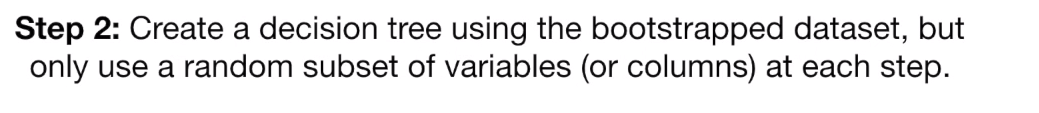 Step 2: Create a decision tree using the bootstrapped dataset, but
only use a random subset of variables (or columns) at each step.